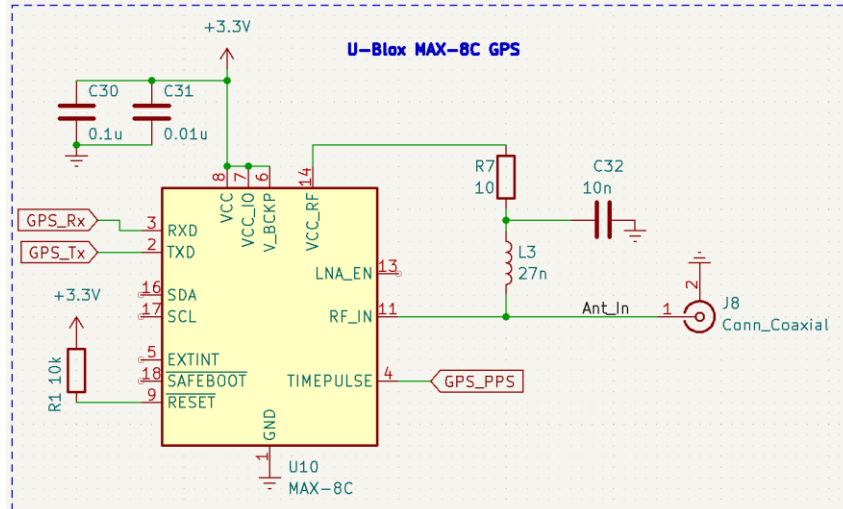 +3.3V
U-Blox MAX-8C GPS
C30
0.1u
C31
0.01u
8
7
6
14
VCC
VCC_IO
V_BCKP
VCC_RF
R7
10
C32
10n
GPS_Rx
3
RXD
GPS_Tx
2
TXD
L3
27n
LNA_EN
13
+3.3V
16
SDA
17
SCL
RF_IN
11
Ant_In
1
2
J8
Conn_Coaxial
5
EXTINT
18
SAFEBOOT
TIMEPULSE
4
GPS_PPS
R1 10k
9
RESET
GND
1
U10
MAX-8C